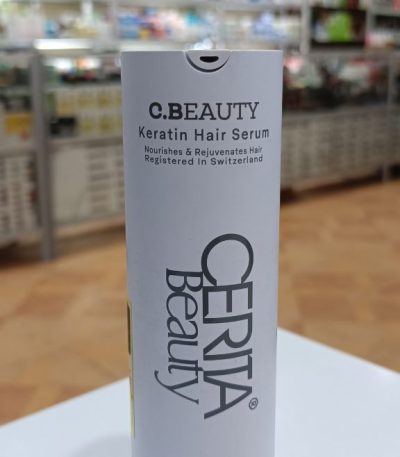 C.BEAUTY
Keratin Hair Serum
Nourishes & Rejuvenates Hair
Registered In Switzerland
CERITA®
Beauty